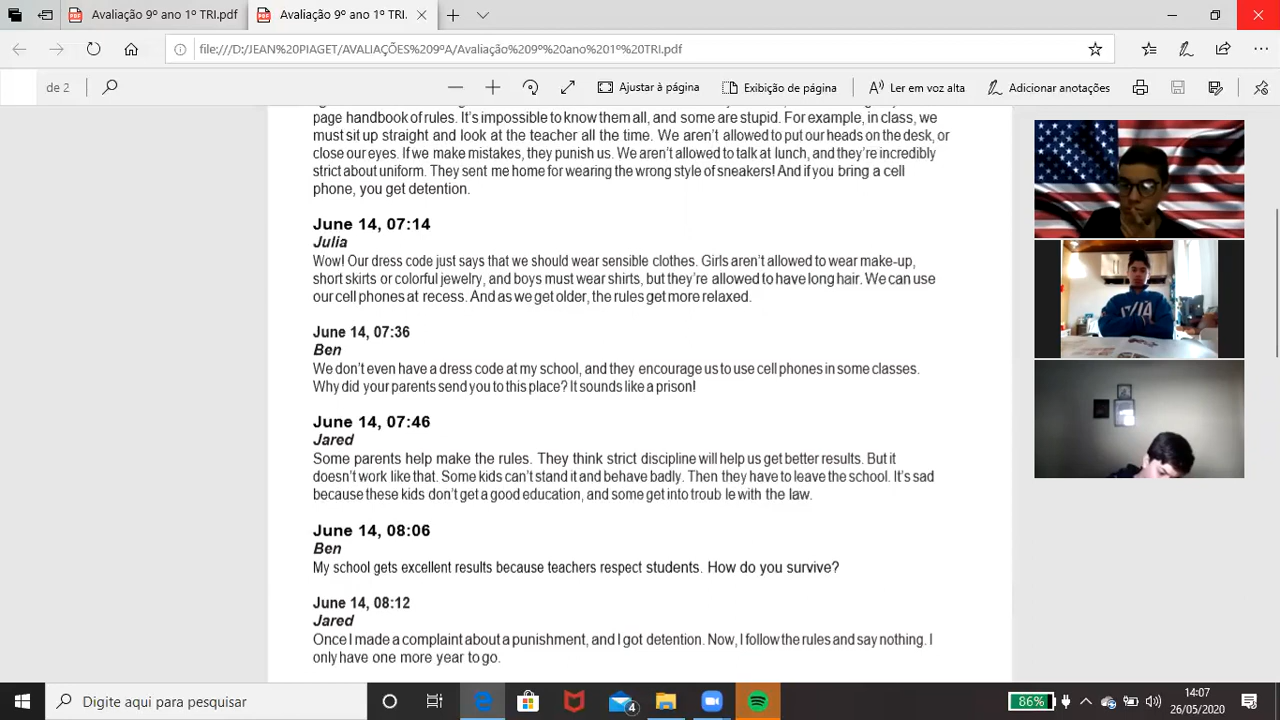 Avaliação 9º ano 1º TRI.
Avaliação 9º ano 1º TRI.
file:///D:/JEAN%20PIAGET/AVALIAÇÕES%209ºA/Avaliação%209º%20ano%201º%20TRI.pdf
de 2
Ajustar à página
Exibição de página
Ler em voz alta
Adicionar anotações
page handbook of rules. It's impossible to know them all, and some are stupid. For example, in class, we
must sit up straight and look at the teacher all the time. We aren't allowed to put our heads on the desk, or
close our eyes. If we make mistakes, they punish us. We aren't allowed to talk at lunch, and they're incredibly
strict about uniform. They sent me home for wearing the wrong style of sneakers! And if you bring a cell
phone, you get detention.
June 14, 07:14
Julia
Wow! Our dress code just says that we should wear sensible clothes. Girls aren't allowed to wear make-up,
short skirts or colorful jewelry, and boys must wear shirts, but they're allowed to have long hair. We can use
our cell phones at recess. And as we get older, the rules get more relaxed.
June 14, 07:36
Ben
We don't even have a dress code at my school, and they encourage us to use cell phones in some classes.
Why did your parents send you to this place? It sounds like a prison!
June 14, 07:46
Jared
Some parents help make the rules. They think strict discipline will help us get better results. But it
doesn't work like that. Some kids can't stand it and behave badly. Then they have to leave the school. It's sad
because these kids don't get a good education, and some get into troub le with the law.
June 14, 08:06
Ben
My school gets excellent results because teachers respect students. How do you survive?
June 14, 08:12
Jared
Once I made a complaint about a punishment, and I got detention. Now, I follow the rules and say nothing. I
only have one more year to go.
Digite aqui para pesquisar
4
86%
14:07
26/05/2020